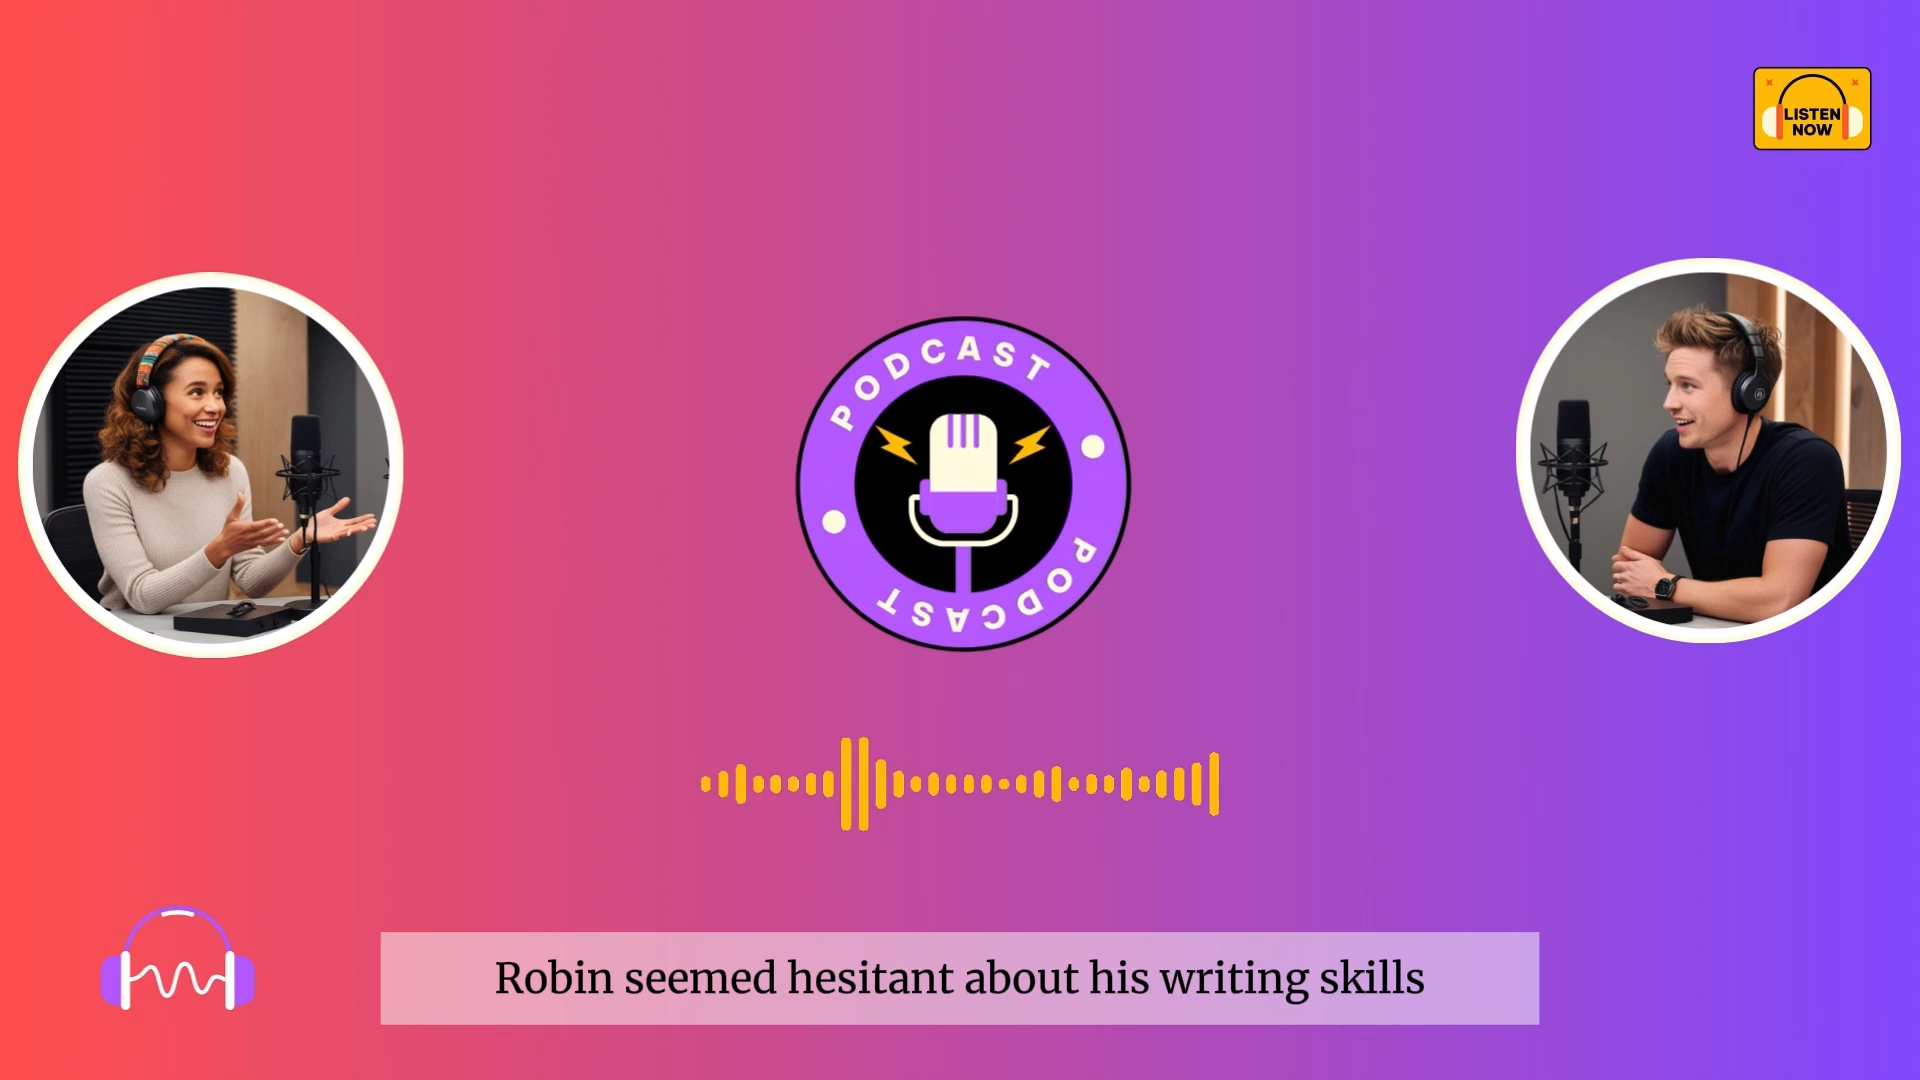 LISTEN
NOW
PODCAST
PODCAST
Robin seemed hesitant about his writing skills